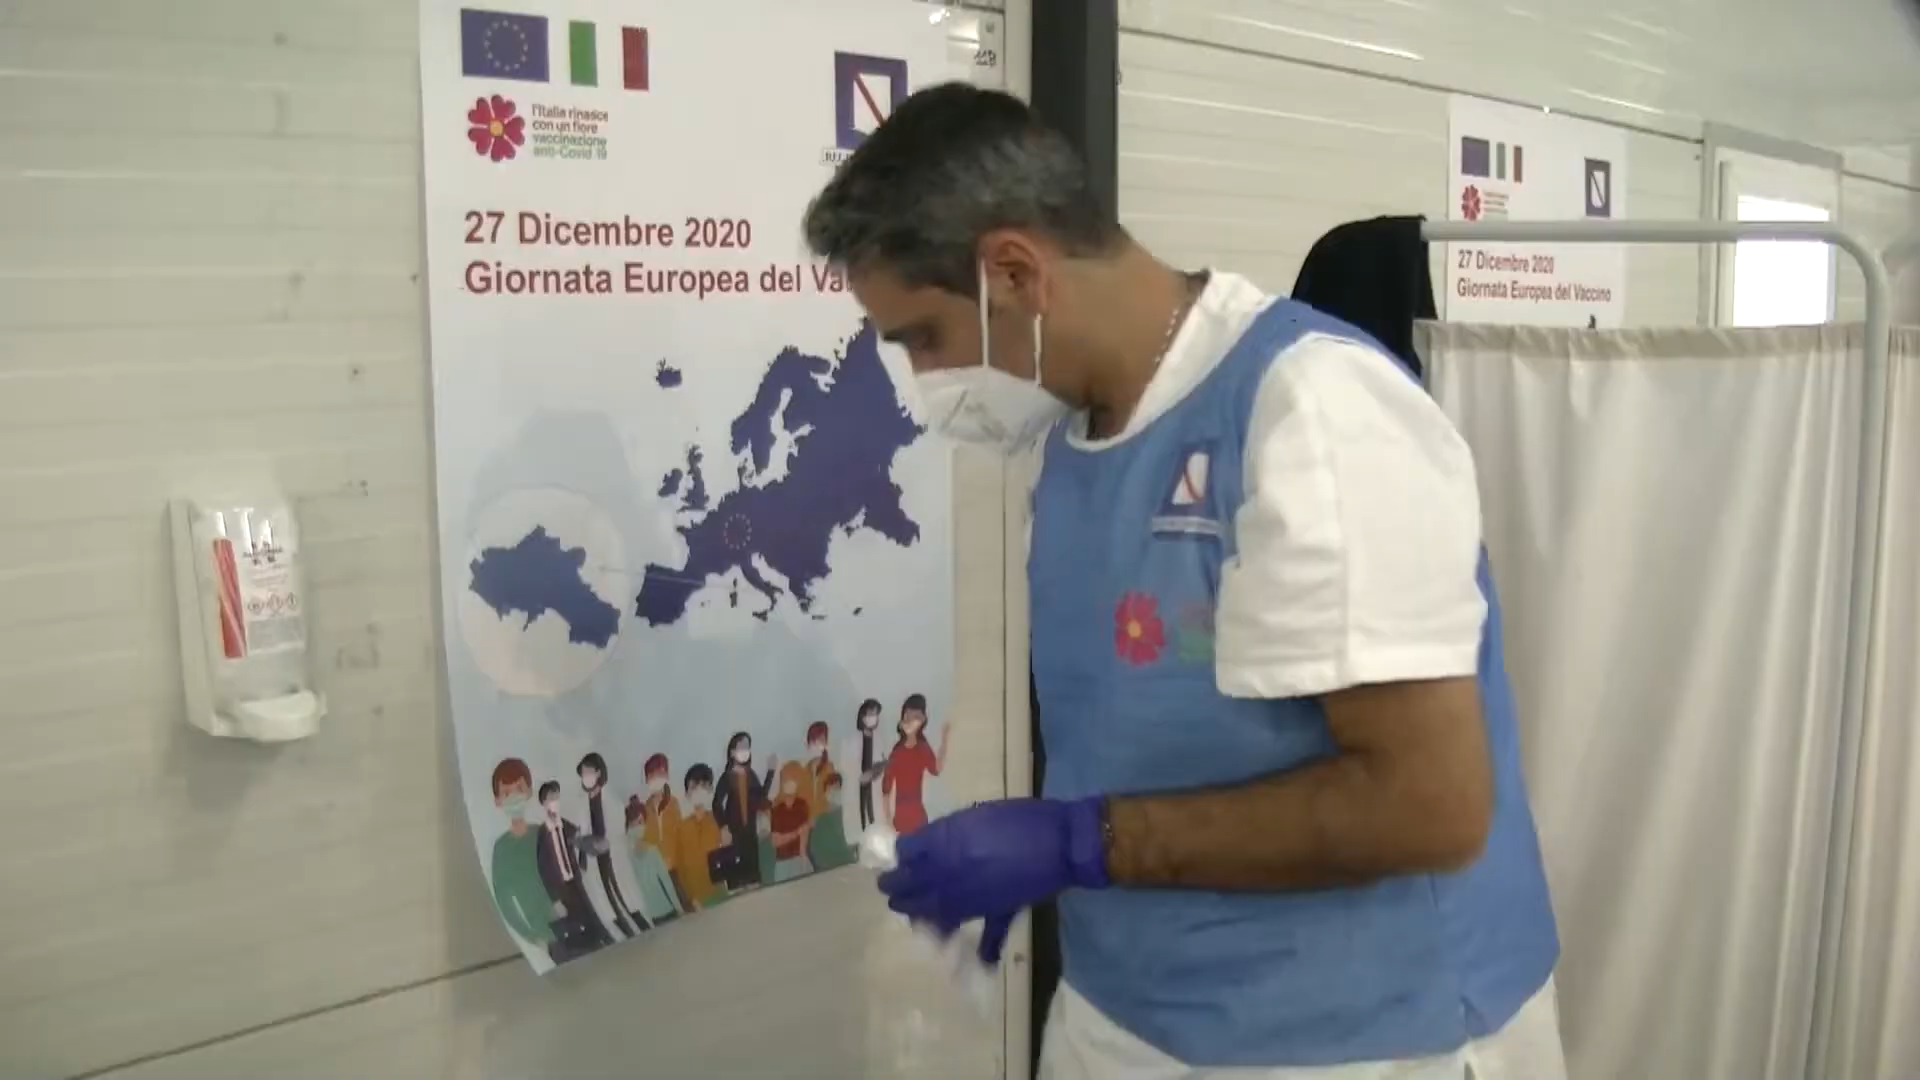 l'Italia rinasce
con un fiore
vaccinazione
anti-Covid 19
27 Dicembre 2020
Giornata Europea del Va
27 Dicembre 2020
Giornata Europea del Vaccino